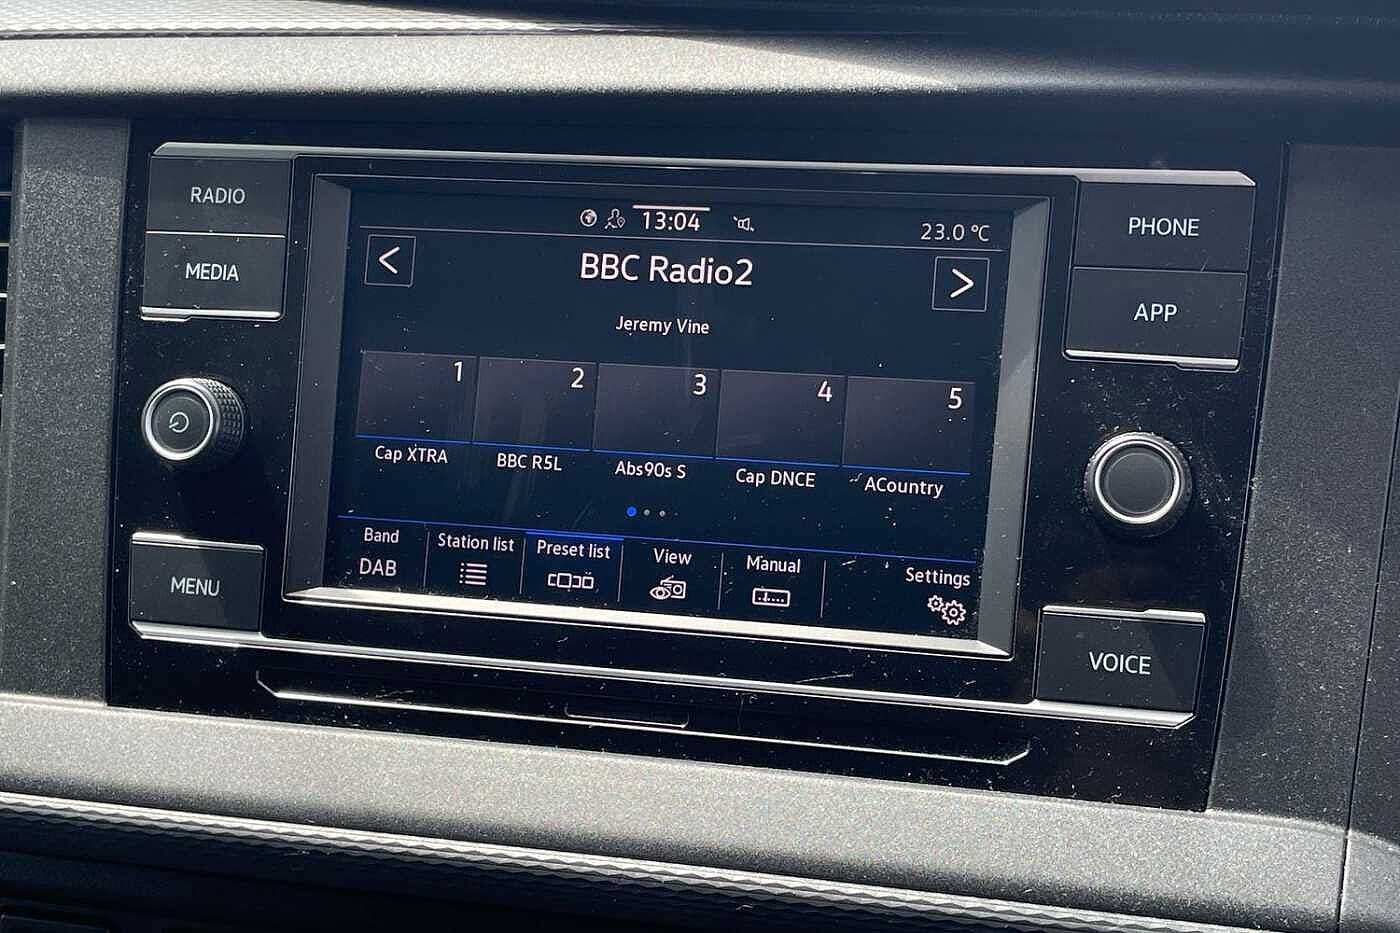 RADIO
MEDIA
MENU
13:04
23.0 °C
BBC Radio2
Jeremy Vine
1
2
3
4
5
Cap XTRA
BBC R5L
Abs90s S
Cap DNCE
ACountry
Band
DAB
Station list
Preset list
View
Manual
Settings
PHONE
APP
VOICE